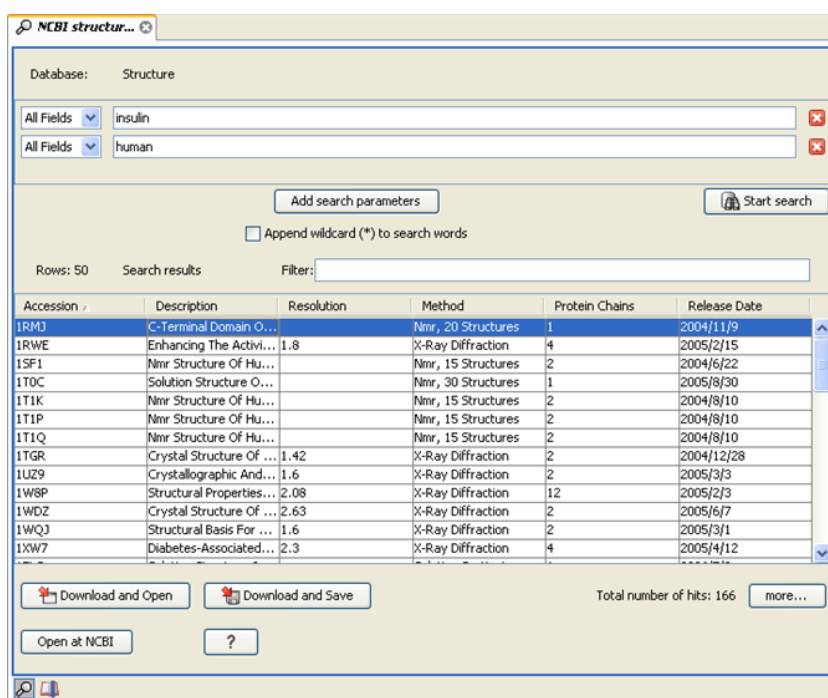 NCBI structur...
Database: Structure
All Fields insulin
All Fields human
Add search parameters Start search
Append wildcard (*) to search words
Rows: 50 Search results Filter:
Accession Description Resolution Method Protein Chains Release Date
1RMJ C-Terminal Domain O... Nmr, 20 Structures 1 2004/11/9
1RWE Enhancing The Activi... 1.8 X-Ray Diffraction 4 2005/2/15
1SF1 Nmr Structure Of Hu... Nmr, 15 Structures 2 2004/6/22
1T0C Solution Structure O... Nmr, 30 Structures 1 2005/8/30
1T1K Nmr Structure Of Hu... Nmr, 15 Structures 2 2004/8/10
1T1P Nmr Structure Of Hu... Nmr, 15 Structures 2 2004/8/10
1T1Q Nmr Structure Of Hu... Nmr, 15 Structures 2 2004/8/10
1TGR Crystal Structure Of ... 1.42 X-Ray Diffraction 2 2004/12/28
1UZ9 Crystallographic And... 1.6 X-Ray Diffraction 2 2005/3/3
1W8P Structural Properties... 2.08 X-Ray Diffraction 12 2005/2/3
1WDZ Crystal Structure Of ... 2.63 X-Ray Diffraction 2 2005/6/7
1WQJ Structural Basis For ... 1.6 X-Ray Diffraction 2 2005/3/1
1XW7 Diabetes-Associated... 2.3 X-Ray Diffraction 4 2005/4/12
Download and Open Download and Save Total number of hits: 166 more...
Open at NCBI ?